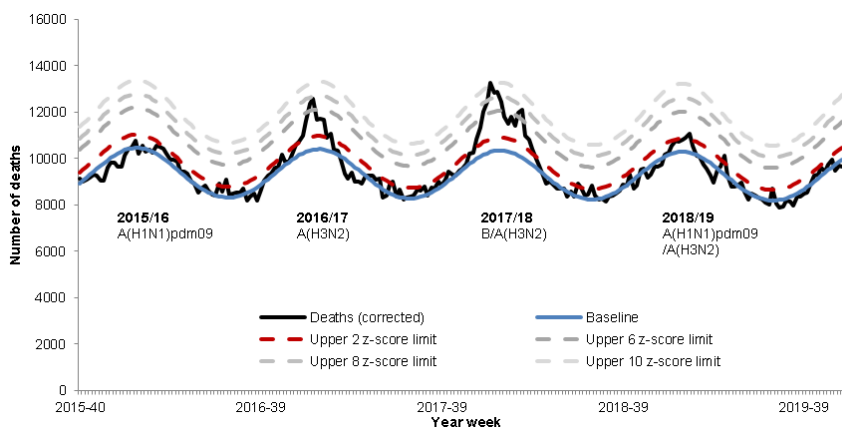 16000
14000
12000
10000
8000
6000
4000
2000
0
Number of deaths
2015/16
A(H1N1)pdm09
2016/17
A(H3N2)
2017/18
B/A(H3N2)
2018/19
A(H1N1)pdm09
/A(H3N2)
Deaths (corrected)
Baseline
Upper 2 z-score limit
Upper 6 z-score limit
Upper 8 z-score limit
Upper 10 z-score limit
2015-40
2016-39
2017-39
2018-39
2019-39
Year week